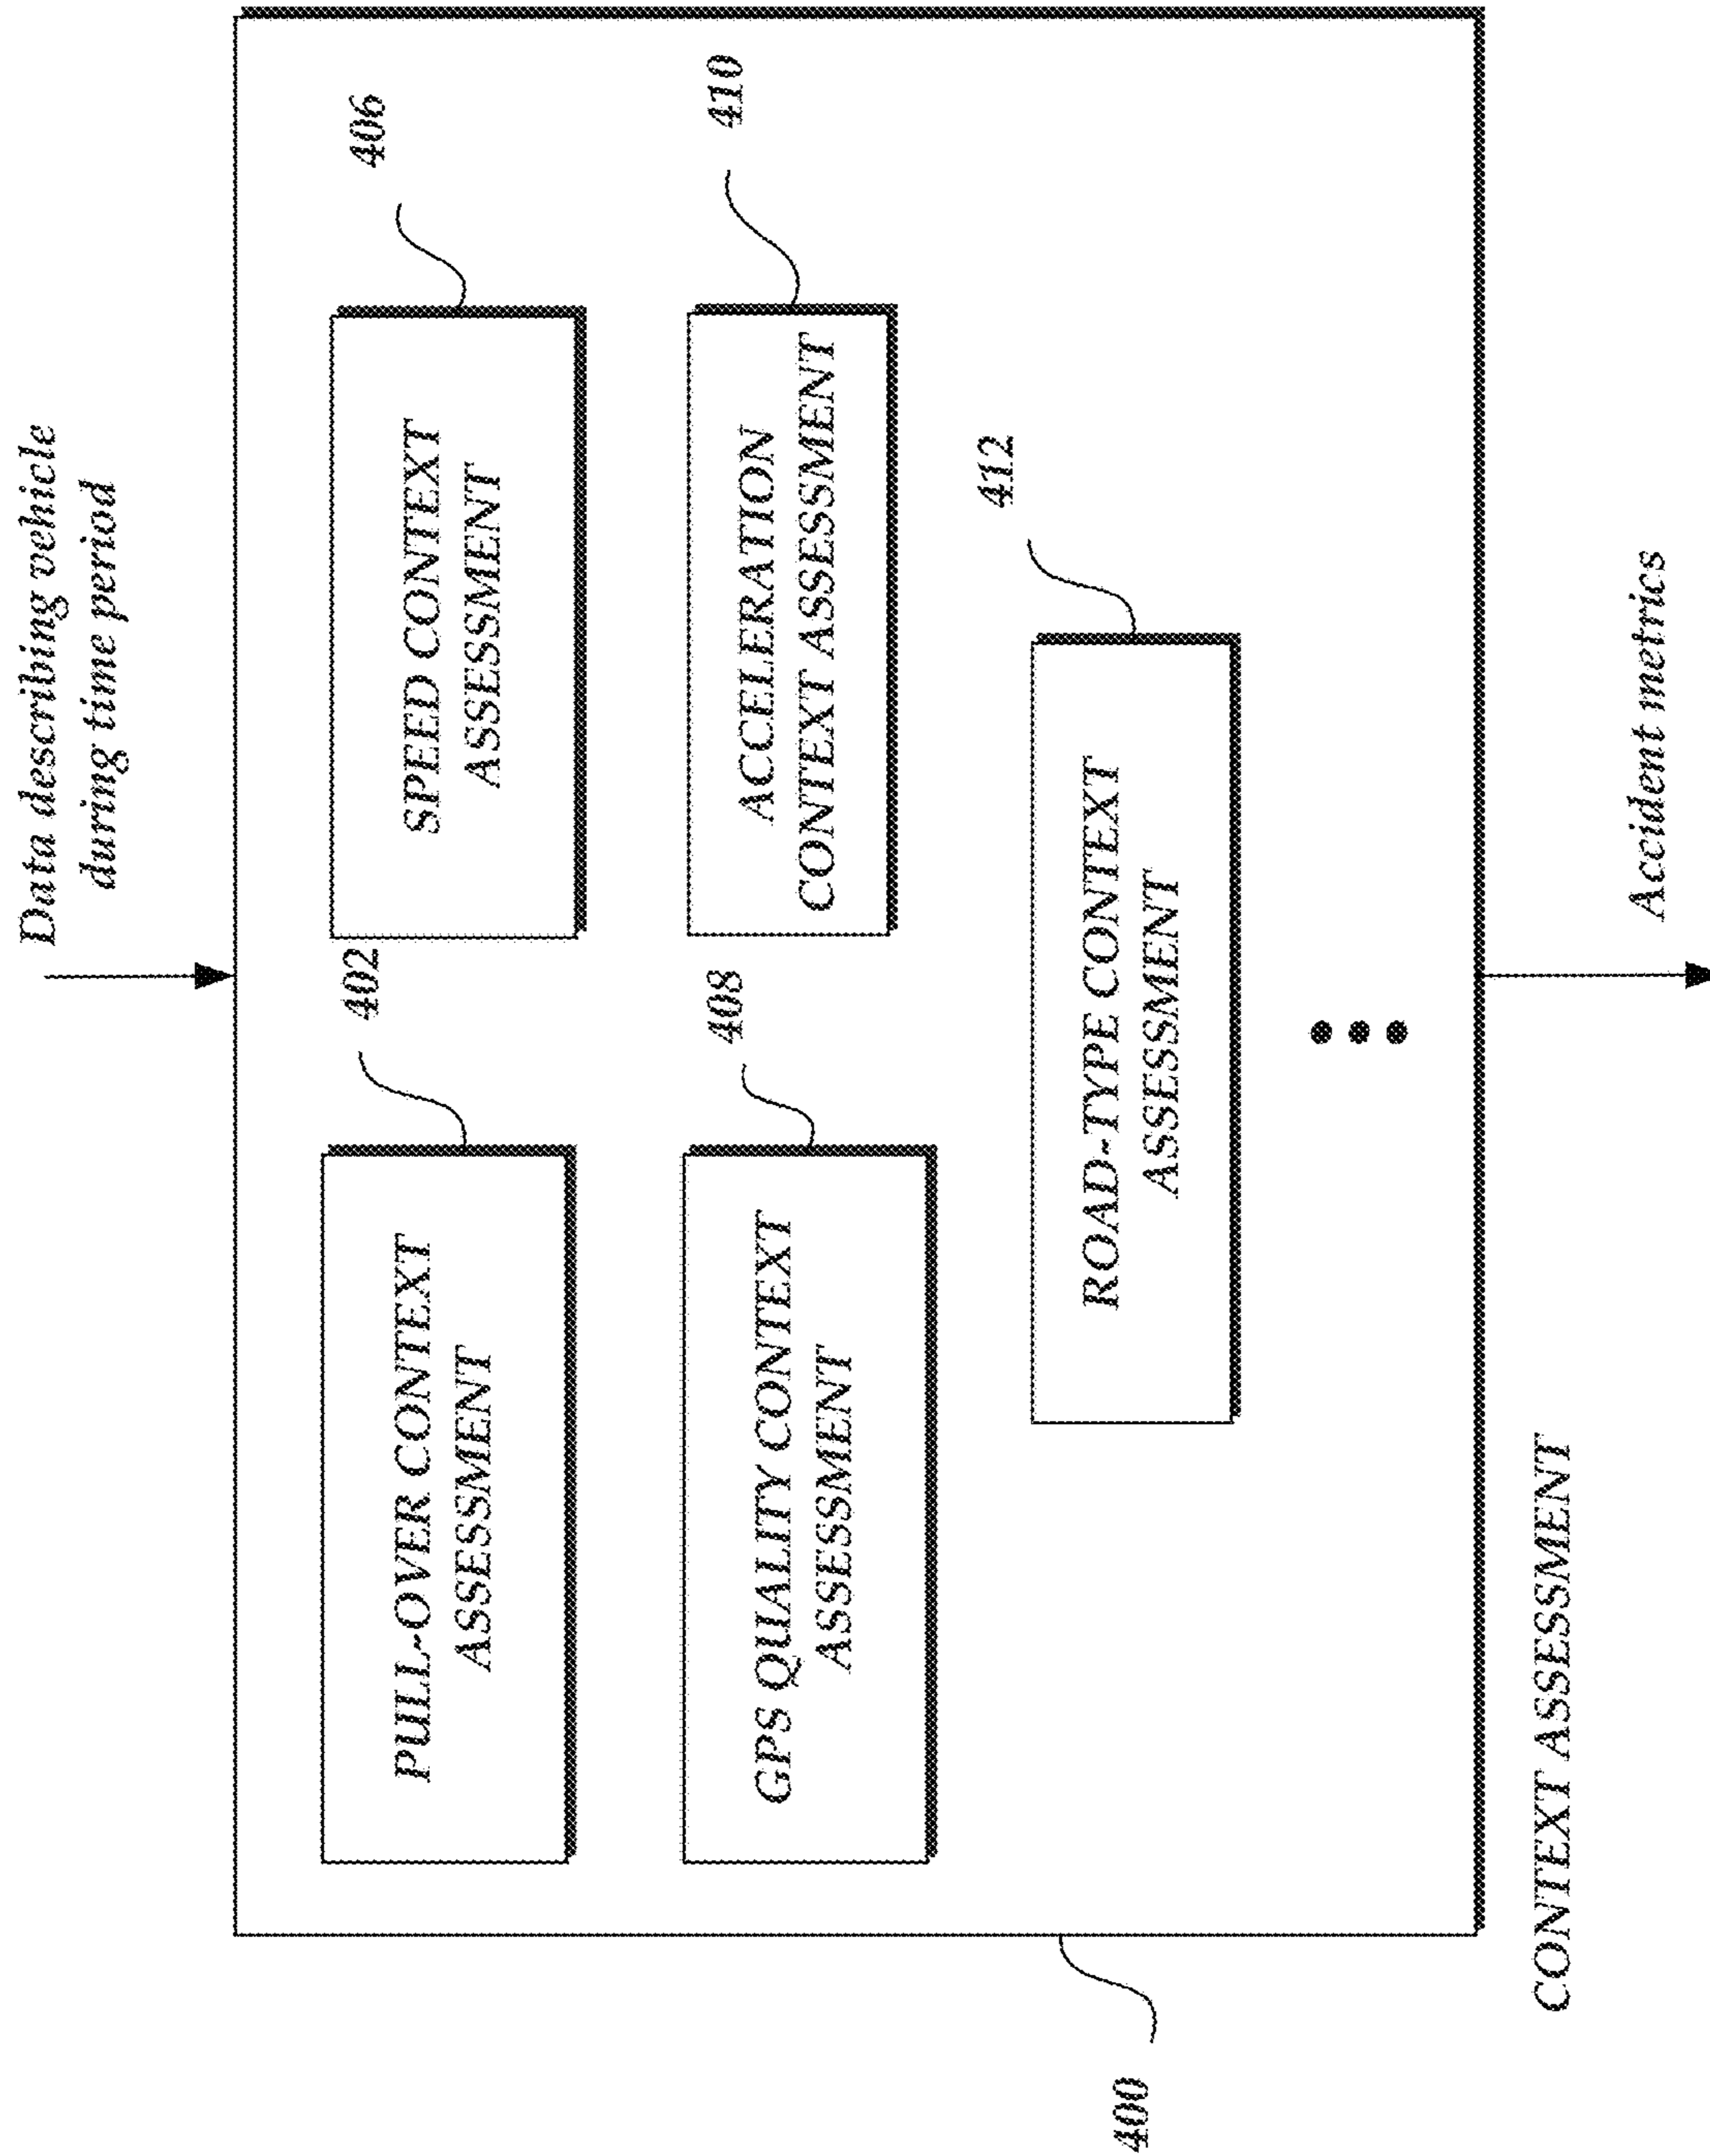 Data describing vehicle
during time period
402
406
PULL-OVER CONTEXT
ASSESSMENT
SPEED CONTEXT
ASSESSMENT
408
410
GPS QUALITY CONTEXT
ASSESSMENT
ACCELERATION
CONTEXT ASSESSMENT
412
ROAD-TYPE CONTEXT
ASSESSMENT
400
CONTEXT ASSESSMENT
Accident metrics